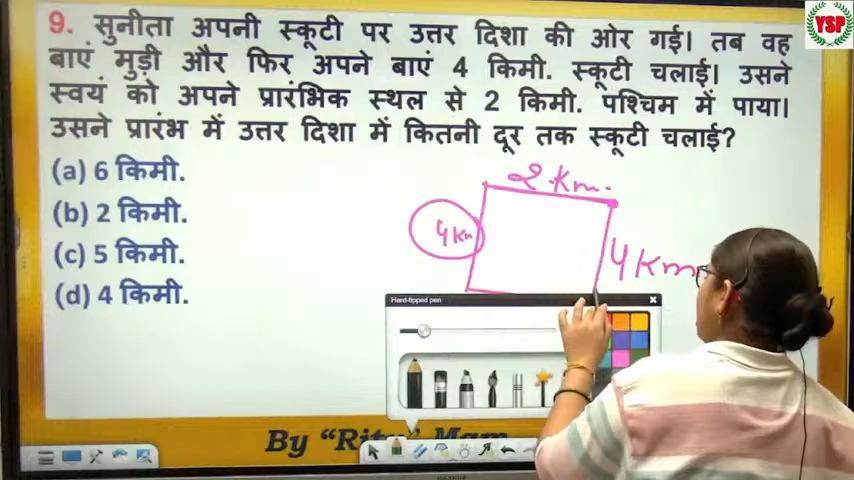 9. सुनीता अपनी स्कूटी पर उत्तर दिशा की ओर गई। तब वह
बाएं मुड़ी और फिर अपने बाएं 4 किमी. स्कूटी चलाई। उसने
स्वयं को अपने प्रारंभिक स्थल से 2 किमी. पश्चिम में पाया।
उसने प्रारंभ में उत्तर दिशा में कितनी दूर तक स्कूटी चलाई?
(a) 6 किमी.
(b) 2 किमी.
(c) 5 किमी.
(d) 4 किमी.
2 km.
4 km
4 km
Hard-tipped pen
By "Ritu" Mam
YSP